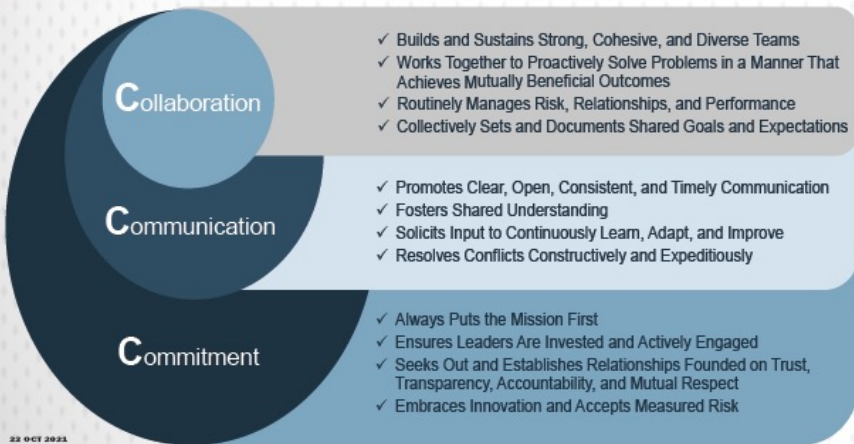 Collaboration
✓ Builds and Sustains Strong, Cohesive, and Diverse Teams
✓ Works Together to Proactively Solve Problems in a Manner That
Achieves Mutually Beneficial Outcomes
✓ Routinely Manages Risk, Relationships, and Performance
✓ Collectively Sets and Documents Shared Goals and Expectations
Communication
✓ Promotes Clear, Open, Consistent, and Timely Communication
✓ Fosters Shared Understanding
✓ Solicits Input to Continuously Learn, Adapt, and Improve
✓ Resolves Conflicts Constructively and Expeditiously
Commitment
✓ Always Puts the Mission First
✓ Ensures Leaders Are Invested and Actively Engaged
✓ Seeks Out and Establishes Relationships Founded on Trust,
Transparency, Accountability, and Mutual Respect
✓ Embraces Innovation and Accepts Measured Risk
22 OCT 2021